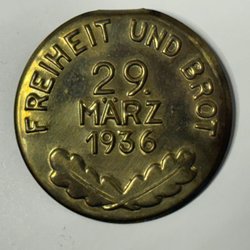 FREIHEIT UND BROT
29.
MÄRZ
1936